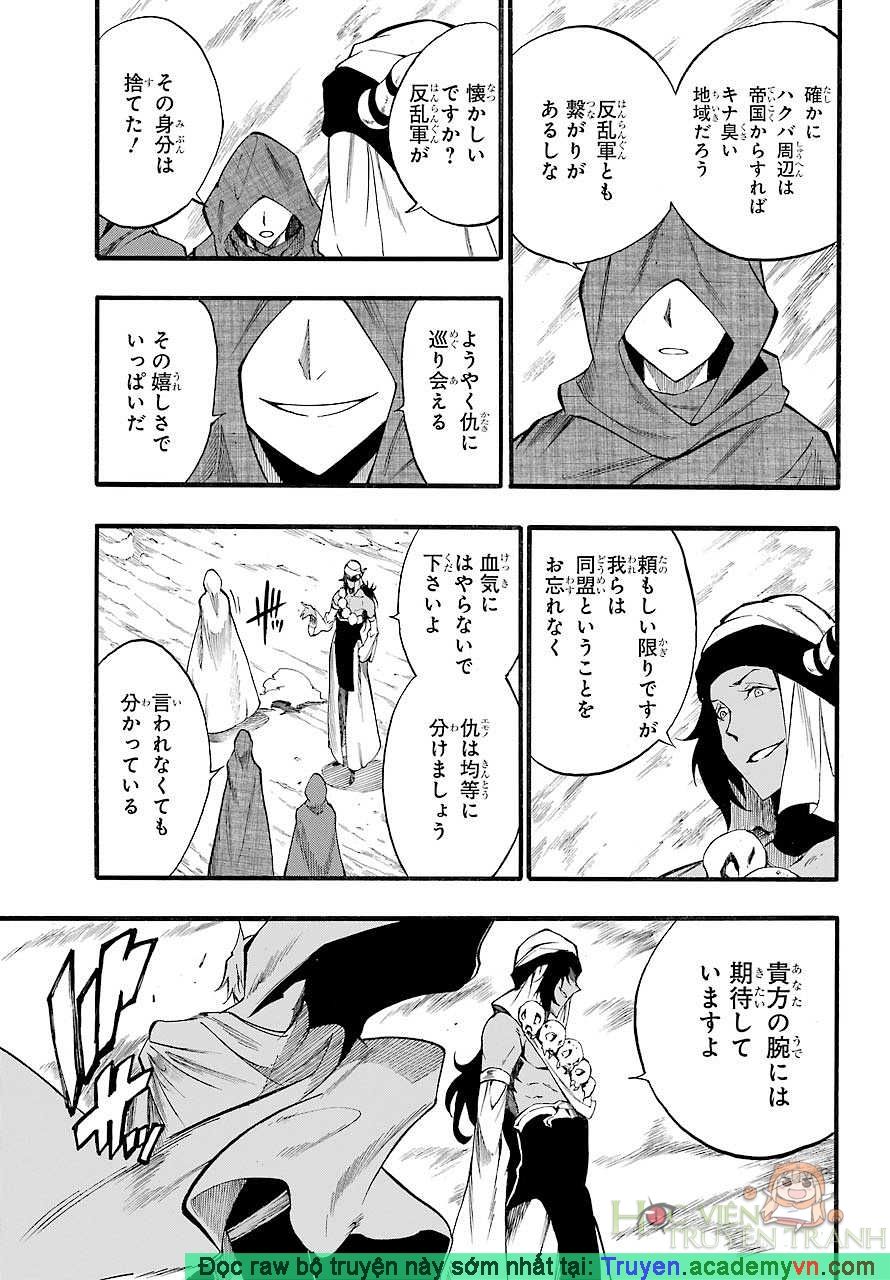 確かに
ハクバ周辺は
帝国からすれば
キナ臭い
地域だろう
反乱軍とも
繋がりが
あるしな
懐かしい
ですか?
反乱軍が
その身分は
捨てた!
ようやく仇に
巡り会える
その嬉しさで
いっぱいだ
頼もしい限りですが
我らは
同盟ということを
お忘れなく
血気に
はやらないで
下さいよ
仇は均等に
分けましょう
言われなくても
分かっている
貴方の腕には
期待して
いますよ
HỌC VIỆN
TRUYỆN TRANH
Đọc raw bộ truyện này sớm nhất tại: Truyen.academyvn.com